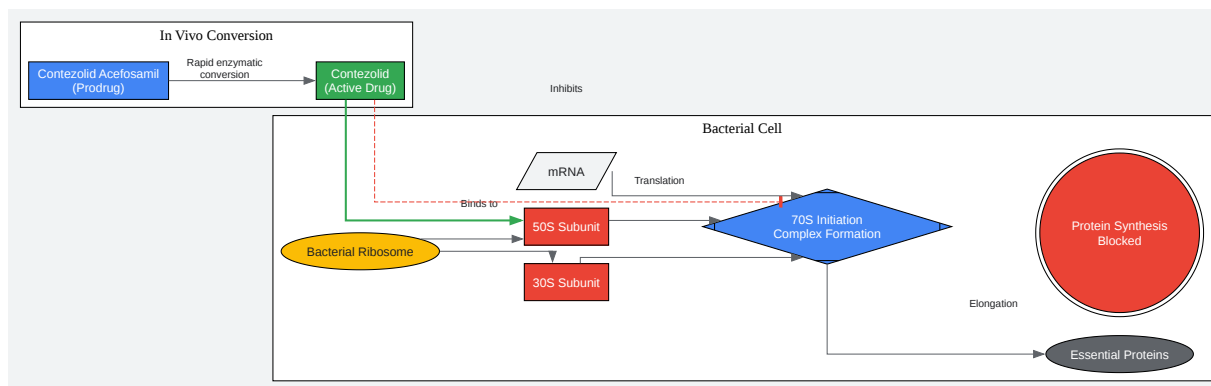 In Vivo Conversion
Contezolid Acefosamil
(Prodrug)
Rapid enzymatic
conversion
Contezolid
(Active Drug)
Inhibits
Bacterial Cell
mRNA
Translation
Binds to
50S Subunit
70S Initiation
Complex Formation
Protein Synthesis
Blocked
Bacterial Ribosome
30S Subunit
Elongation
Essential Proteins